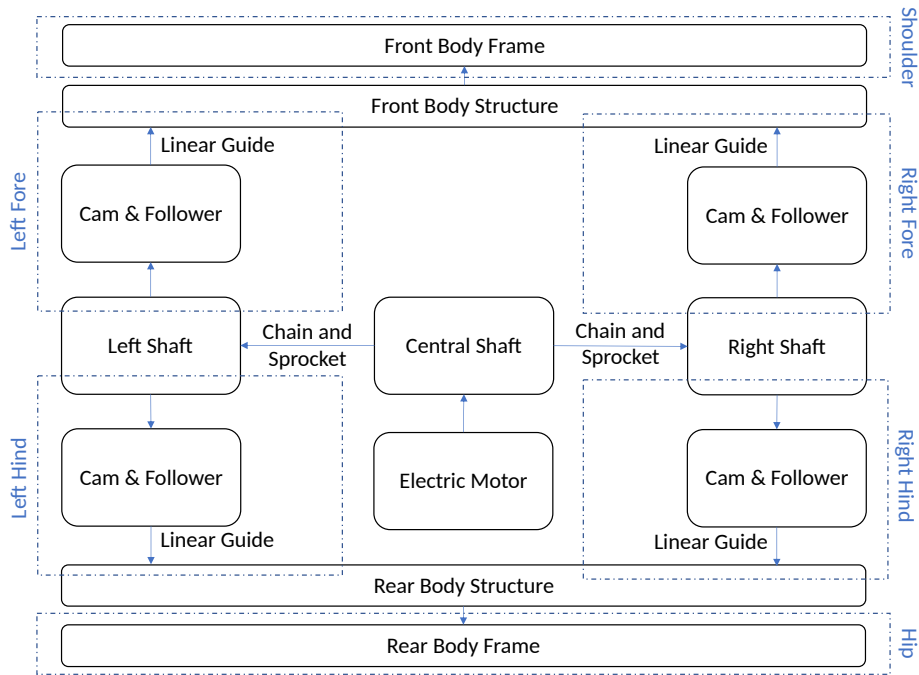 Shoulder
Front Body Frame
Front Body Structure
Linear Guide
Linear Guide
Left Fore
Cam & Follower
Cam & Follower
Right Fore
Left Shaft
Chain and
Sprocket
Central Shaft
Chain and
Sprocket
Right Shaft
Left Hind
Cam & Follower
Electric Motor
Cam & Follower
Right Hind
Linear Guide
Linear Guide
Rear Body Structure
Rear Body Frame
Hip